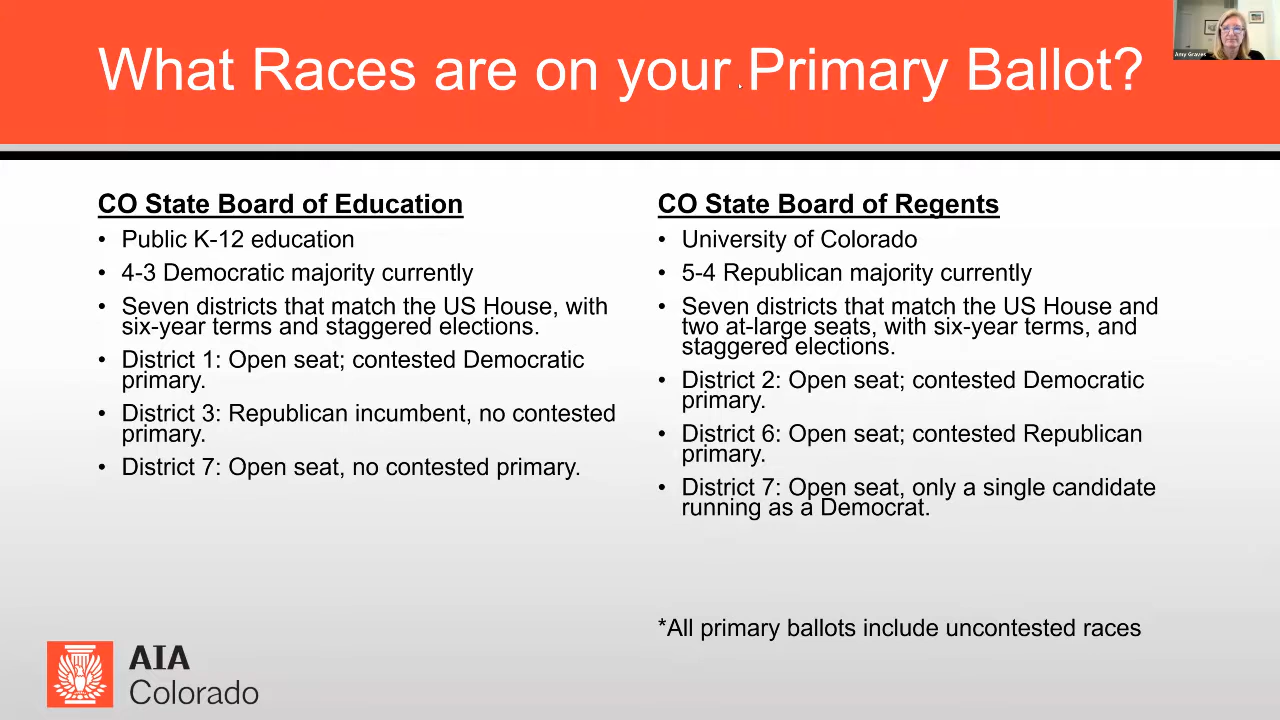 What Races are on your Primary Ballot?
Amy Graves
CO State Board of Education
• Public K-12 education
• 4-3 Democratic majority currently
• Seven districts that match the US House, with
six-year terms and staggered elections.
• District 1: Open seat; contested Democratic
primary.
• District 3: Republican incumbent, no contested
primary.
• District 7: Open seat, no contested primary.
CO State Board of Regents
• University of Colorado
• 5-4 Republican majority currently
• Seven districts that match the US House and
two at-large seats, with six-year terms, and
staggered elections.
• District 2: Open seat; contested Democratic
primary.
• District 6: Open seat; contested Republican
primary.
• District 7: Open seat, only a single candidate
running as a Democrat.
*All primary ballots include uncontested races
AIA
Colorado